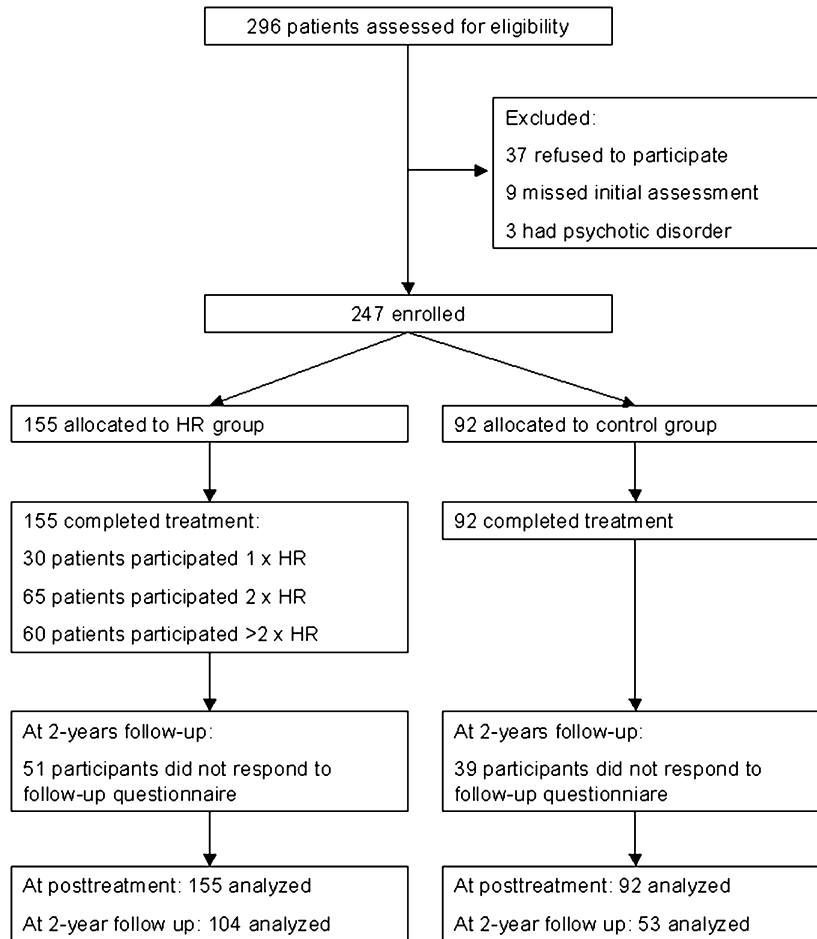 296 patients assessed for eligibility
Excluded:
37 refused to participate
9 missed initial assessment
3 had psychotic disorder
247 enrolled
155 allocated to HR group
92 allocated to control group
155 completed treatment:
30 patients participated 1 x HR
65 patients participated 2 x HR
60 patients participated >2 x HR
92 completed treatment
At 2-years follow-up:
51 participants did not respond to
follow-up questionnaire
At 2-years follow-up:
39 participants did not respond to
follow-up questionniare
At posttreatment: 155 analyzed
At 2-year follow up: 104 analyzed
At posttreatment: 92 analyzed
At 2-year follow up: 53 analyzed